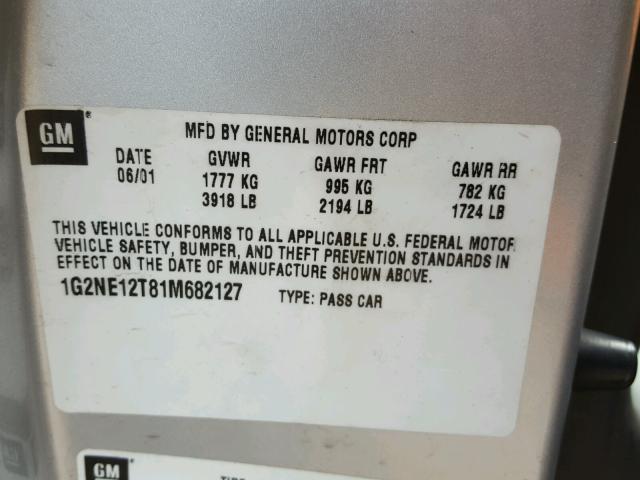 GM
MFD BY GENERAL MOTORS CORP
DATE GVWR GAWR FRT GAWR RR
06/01 1777 KG 995 KG 782 KG
3918 LB 2194 LB 1724 LB
THIS VEHICLE CONFORMS TO ALL APPLICABLE U.S. FEDERAL MOTOR
VEHICLE SAFETY, BUMPER, AND THEFT PREVENTION STANDARDS IN
EFFECT ON THE DATE OF MANUFACTURE SHOWN ABOVE.
1G2NE12T81M682127 TYPE: PASS CAR
GM